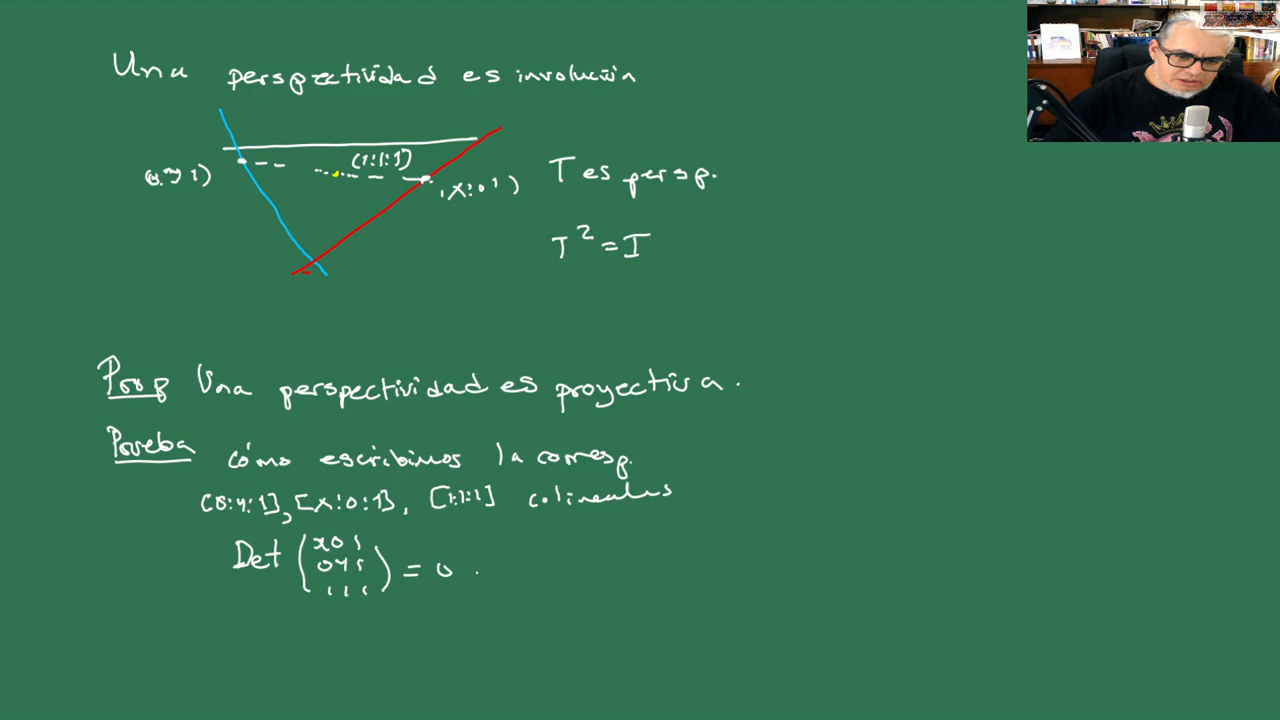 Una perspectividad es involución
(1:1:1)
(0:y:1)
(x:0:1)
T es persp.
T² = I
Prop Una perspectividad es proyectiva.
Prueba cómo escribimos la corresp.
[0:y:1], [x:0:1], [1:1:1] colineales
Det ( x 0 1
0 y 1
1 1 1 ) = 0